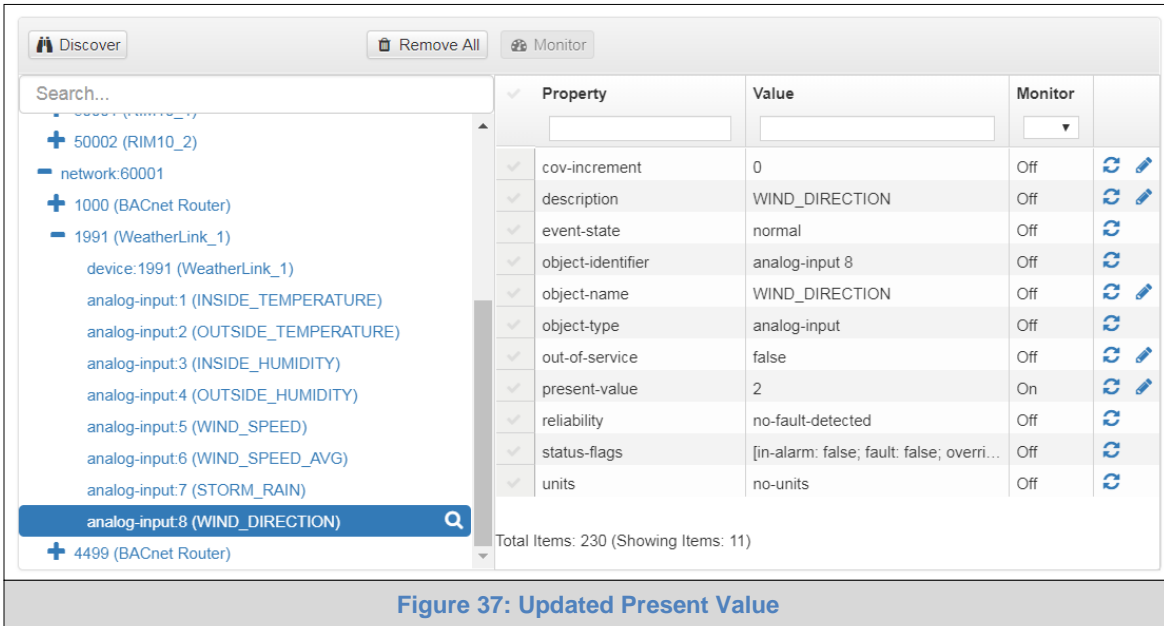 Discover
Remove All
Monitor
Search...
50002 (RIM10_2)
network:60001
1000 (BACnet Router)
1991 (WeatherLink_1)
device:1991 (WeatherLink_1)
analog-input:1 (INSIDE_TEMPERATURE)
analog-input:2 (OUTSIDE_TEMPERATURE)
analog-input:3 (INSIDE_HUMIDITY)
analog-input:4 (OUTSIDE_HUMIDITY)
analog-input:5 (WIND_SPEED)
analog-input:6 (WIND_SPEED_AVG)
analog-input:7 (STORM_RAIN)
analog-input:8 (WIND_DIRECTION)
4499 (BACnet Router)
Property Value Monitor
cov-increment 0 Off
description WIND_DIRECTION Off
event-state normal Off
object-identifier analog-input 8 Off
object-name WIND_DIRECTION Off
object-type analog-input Off
out-of-service false Off
present-value 2 On
reliability no-fault-detected Off
status-flags [in-alarm: false; fault: false; overri... Off
units no-units Off
Total Items: 230 (Showing Items: 11)
Figure 37: Updated Present Value